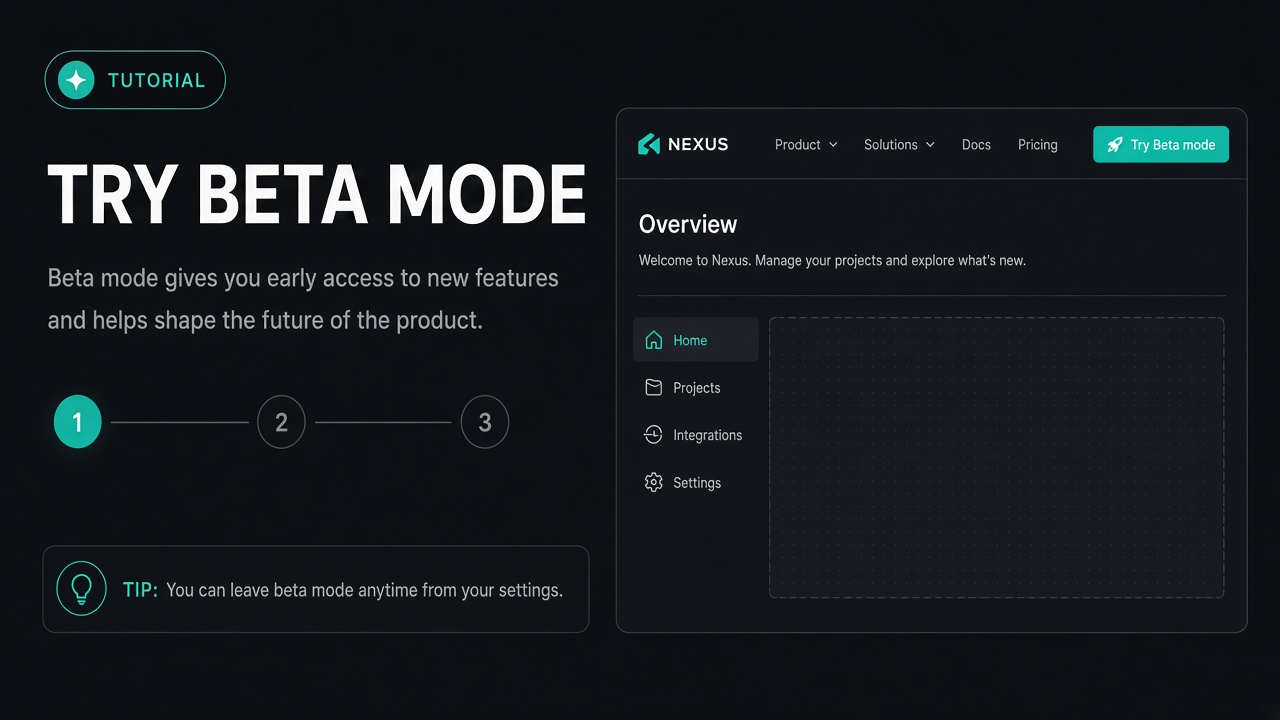 TUTORIAL
TRY BETA MODE
Beta mode gives you early access to new features
and helps shape the future of the product.
1 2 3
TIP: You can leave beta mode anytime from your settings.
NEXUS Product Solutions Docs Pricing Try Beta mode
Overview
Welcome to Nexus. Manage your projects and explore what's new.
Home
Projects
Integrations
Settings